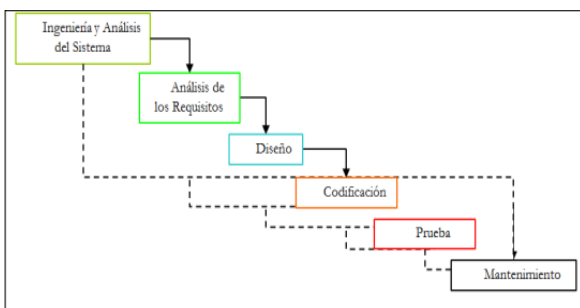 Ingeniería y Análisis
del Sistema
Análisis de
los Requisitos
Diseño
Codificación
Prueba
Mantenimiento